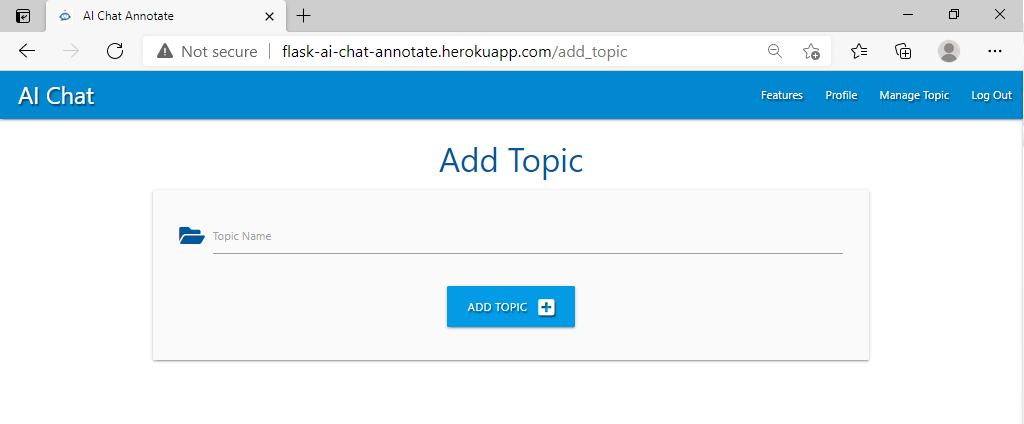 AI Chat Annotate
Not secure | flask-ai-chat-annotate.herokuapp.com/add_topic
AI Chat
Features Profile Manage Topic Log Out
Add Topic
Topic Name
ADD TOPIC